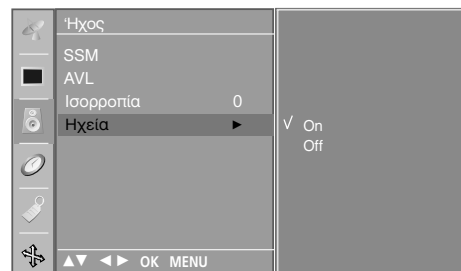 Ήχος
SSM
AVL
Ισορροπία 0
Ηχεία ►
√ On
Off
▲▼ ◄► OK MENU